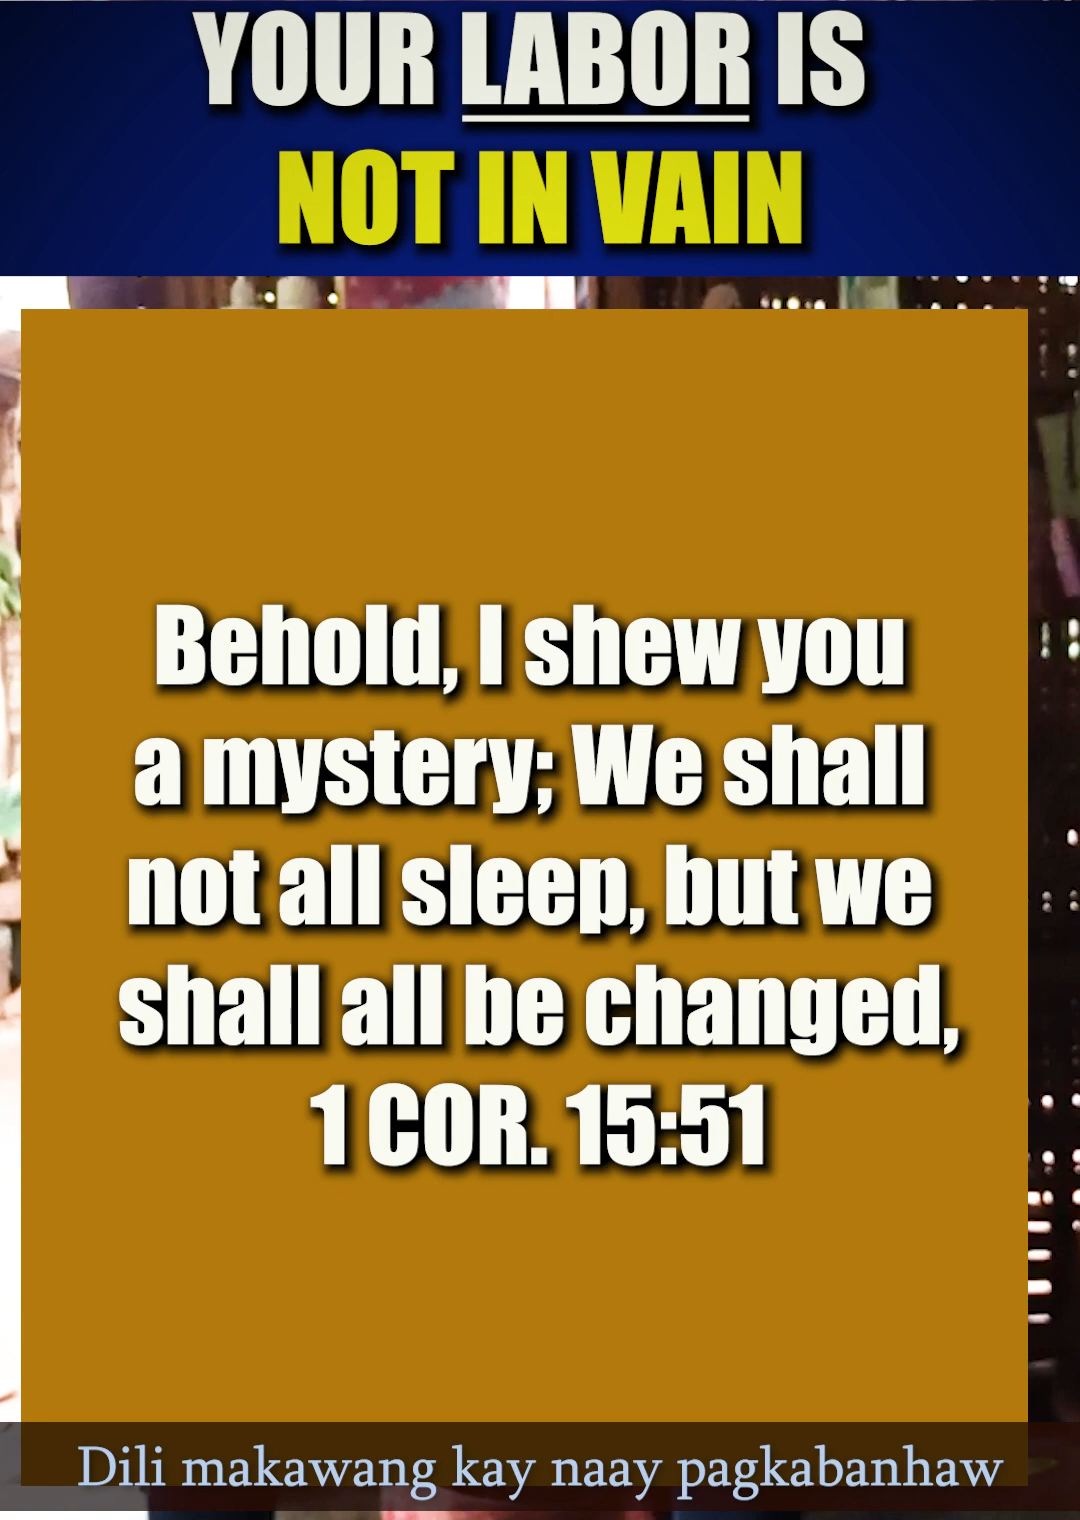 YOUR LABOR IS
NOT IN VAIN
Behold, I shew you
a mystery; We shall
not all sleep, but we
shall all be changed,
1 COR. 15:51
Dili makawang kay naay pagkabanhaw